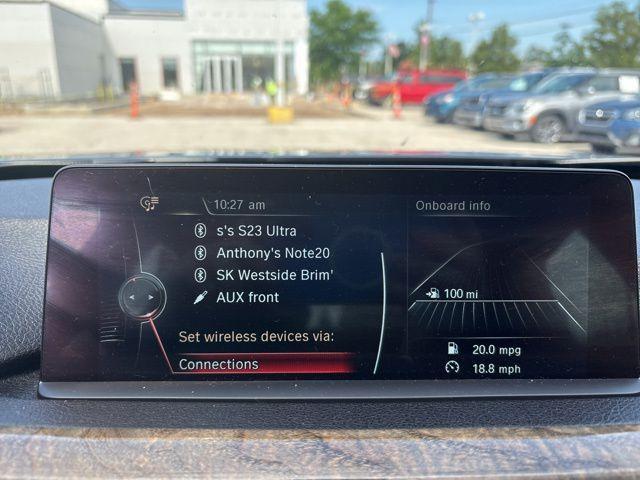 10:27 am
Onboard info
s's S23 Ultra
Anthony's Note20
SK Westside Brim'
AUX front
100 mi
Set wireless devices via:
20.0 mpg
Connections
18.8 mph